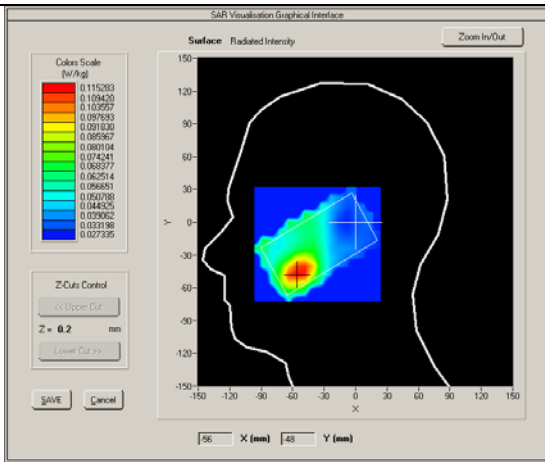 SAR Visualisation Graphical Interface
Surface Radiated Intensity
Zoom In/Out
Colors Scale
(W/kg)
0.115283
0.109420
0.103557
0.097693
0.091830
0.085967
0.080104
0.074241
0.068377
0.062514
0.056651
0.050788
0.044925
0.039062
0.033198
0.027335
Z-Cuts Control
<< Upper Cut
Z = 0.2 mm
Lower Cut >>
SAVE Cancel
150
120
90
60
30
0
-30
-60
-90
-120
-150
Y
-150 -120 -90 -60 -30 0 30 60 90 120 150
X
-56 X (mm) -48 Y (mm)